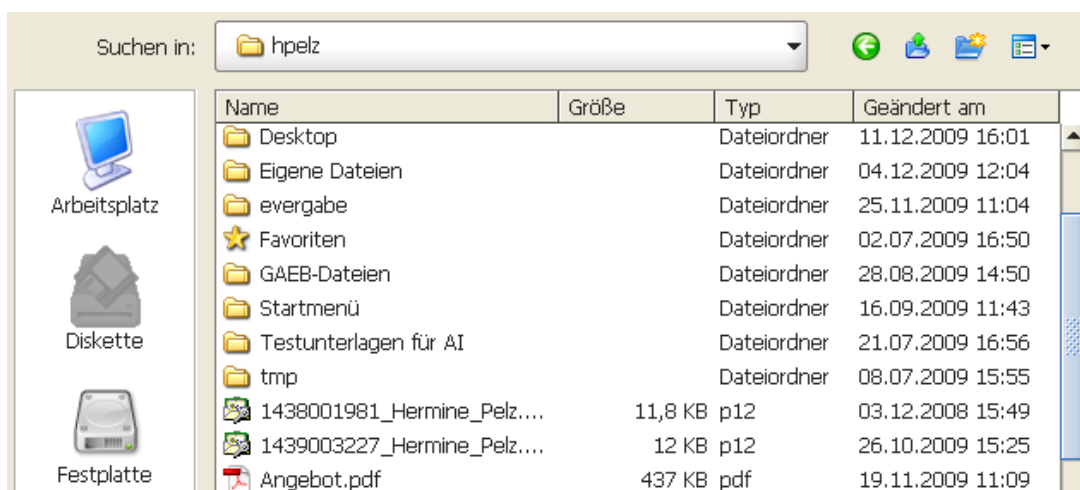 Suchen in: hpelz
Name Größe Typ Geändert am
Desktop Dateiordner 11.12.2009 16:01
Eigene Dateien Dateiordner 04.12.2009 12:04
evergabe Dateiordner 25.11.2009 11:04
Favoriten Dateiordner 02.07.2009 16:50
GAEB-Dateien Dateiordner 28.08.2009 14:50
Startmenü Dateiordner 16.09.2009 11:43
Testunterlagen für AI Dateiordner 21.07.2009 16:56
tmp Dateiordner 08.07.2009 15:55
1438001981_Hermine_Pelz.... 11,8 KB p12 03.12.2008 15:49
1439003227_Hermine_Pelz.... 12 KB p12 26.10.2009 15:25
Angebot.pdf 437 KB pdf 19.11.2009 11:09
Arbeitsplatz
Diskette
Festplatte